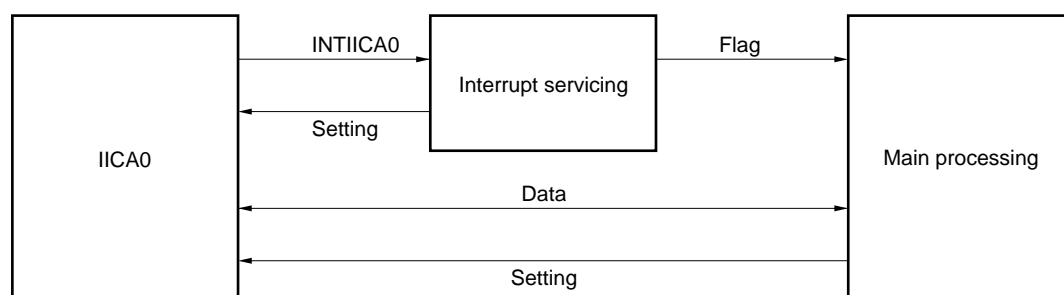 INTIICA0
Flag
Interrupt servicing
Setting
IICA0
Main processing
Data
Setting